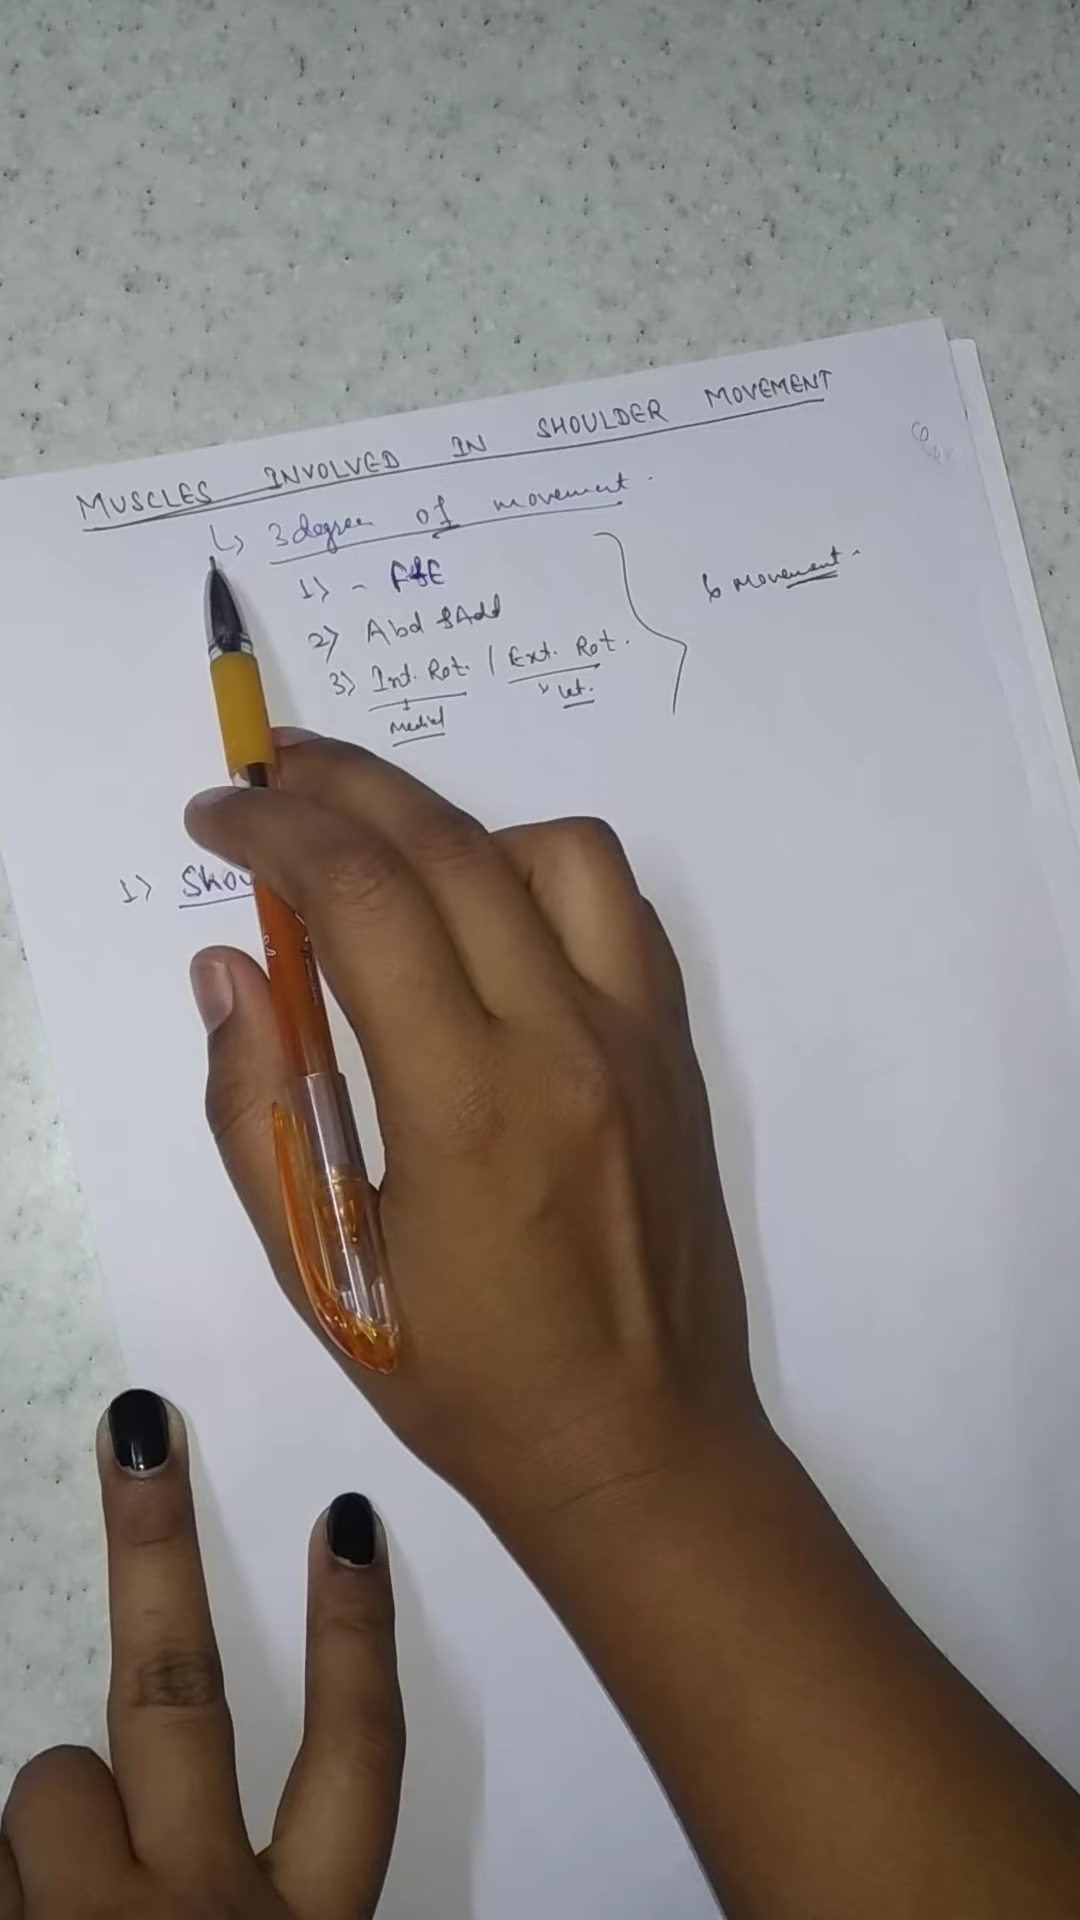 MUSCLES INVOLVED IN SHOULDER MOVEMENT
↳ 3 degree of movement.
1) - F & E
2) Abd & Add
3) Int. Rot. / Ext. Rot.
Medial
lat.
6 Movement.
1) Shou